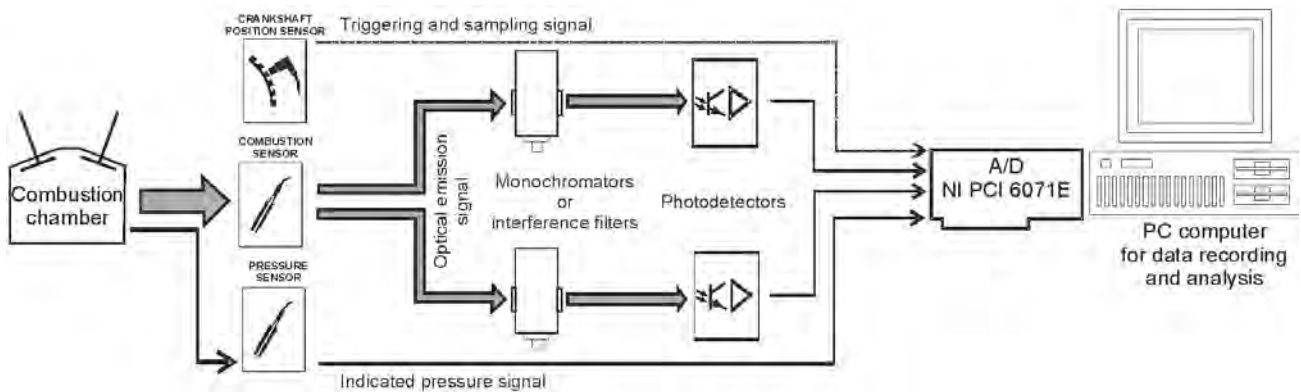 CRANKSHAFT
POSITION SENSOR
Triggering and sampling signal
COMBUSTION
SENSOR
Combustion
chamber
Optical emission
signal
Monochromators
or
interference filters
Photodetectors
A/D
NI PCI 6071E
PC computer
for data recording
and analysis
PRESSURE
SENSOR
Indicated pressure signal